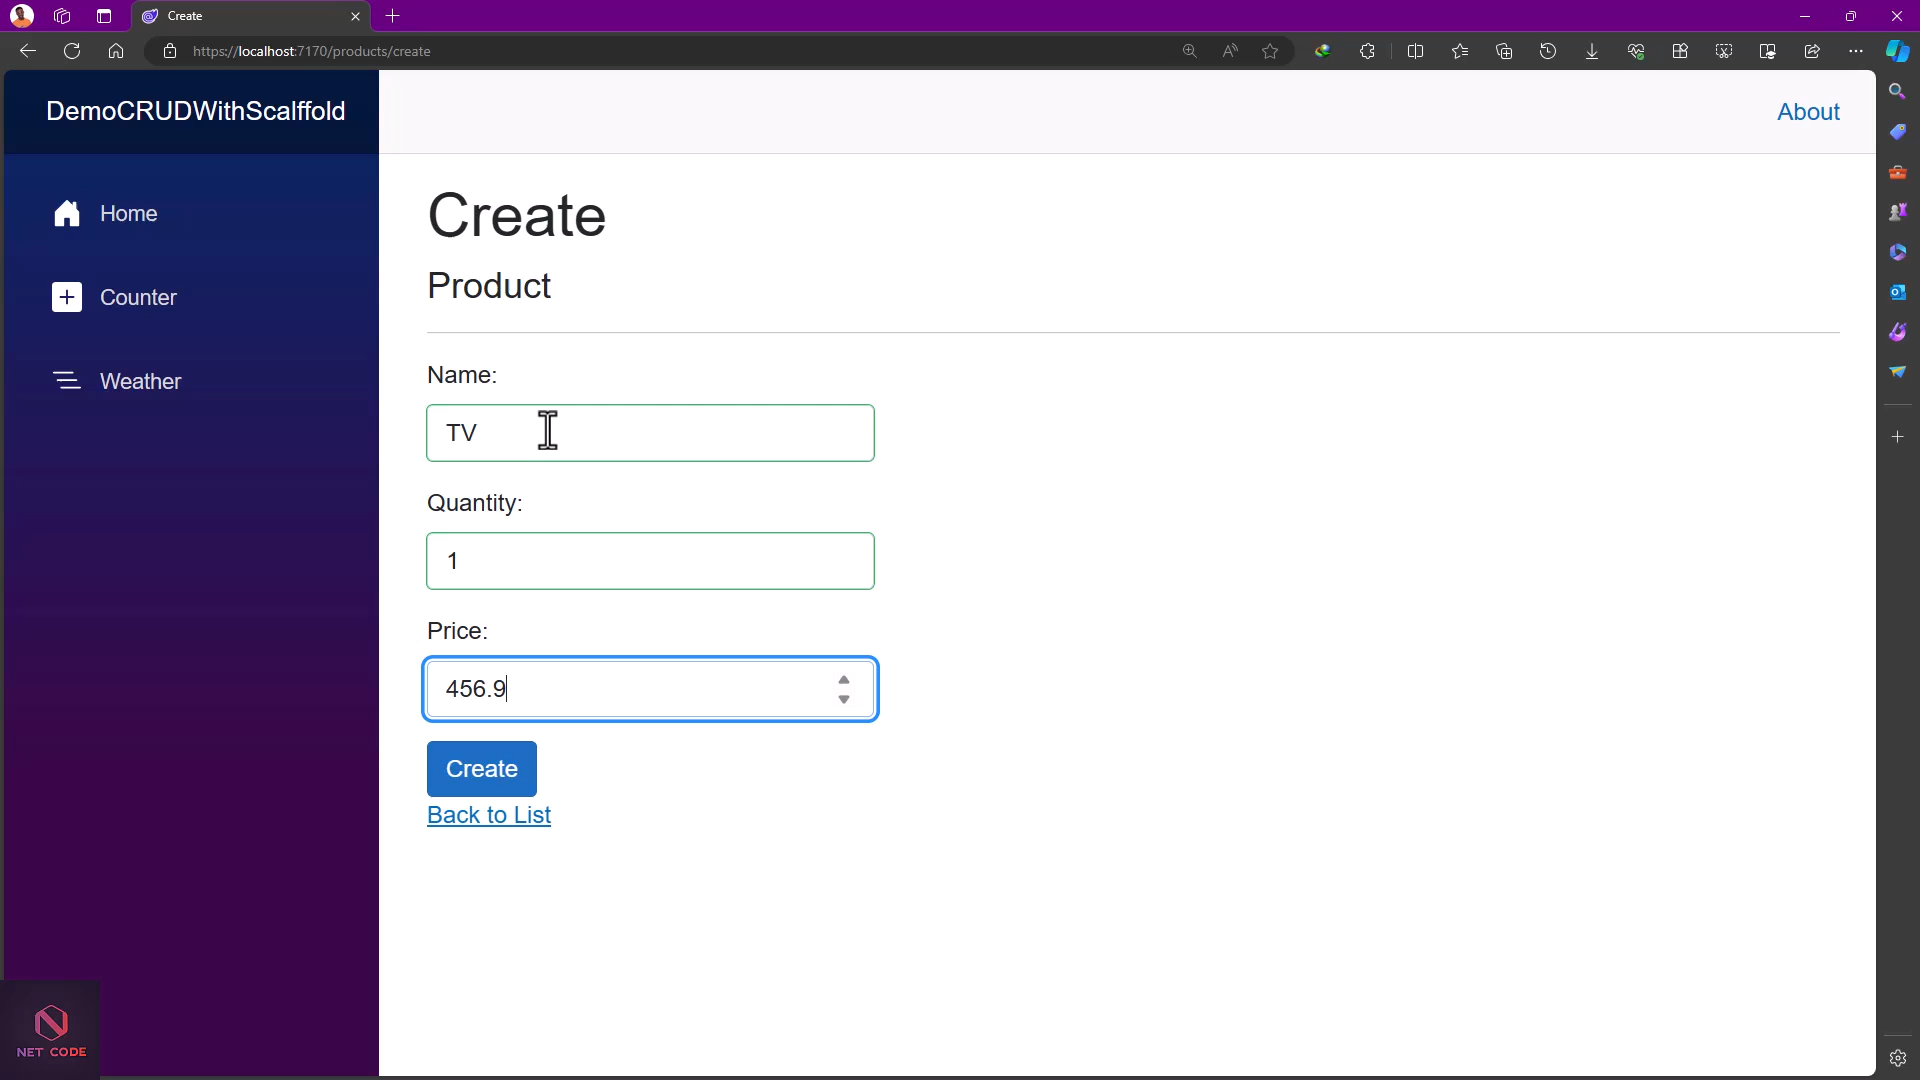 Create
https://localhost:7170/products/create
DemoCRUDWithScalffold
About
Home
Counter
Weather
Create
Product
Name:
TV
Quantity:
1
Price:
456.9
Create
Back to List
NET CODE